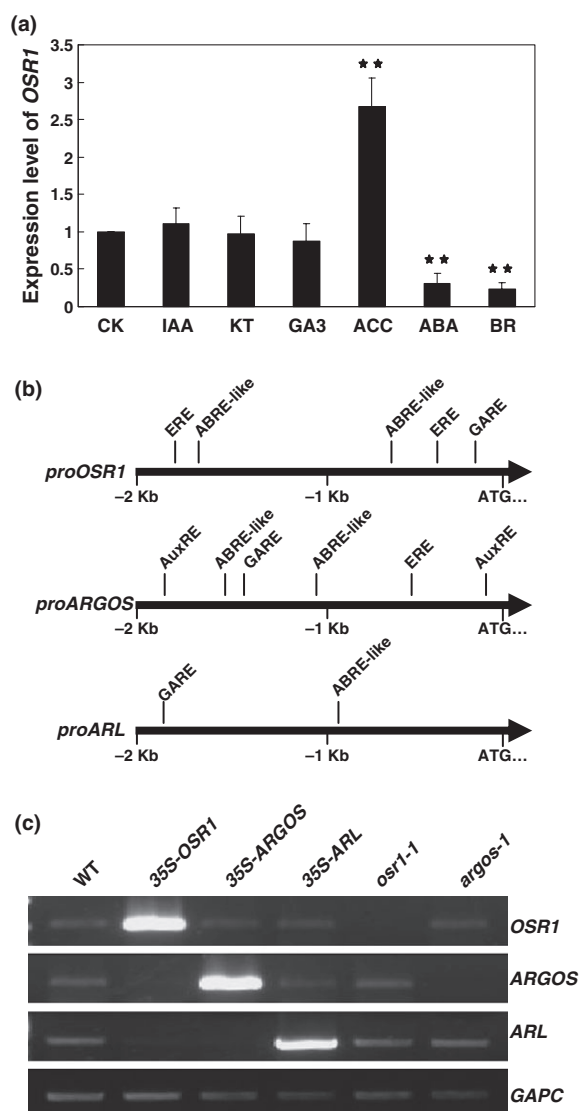 (a)
Expression level of OSR1
3.5
3
2.5
2
1.5
1
0.5
0
CK IAA KT GA3 ACC ABA BR
(b)
ERE ABRE-like ABRE-like ERE GARE
proOSR1
–2 Kb –1 Kb ATG...
AuxRE ABRE-like GARE ABRE-like ERE AuxRE
proARGOS
–2 Kb –1 Kb ATG...
GARE ABRE-like
proARL
–2 Kb –1 Kb ATG...
(c)
WT 35S-OSR1 35S-ARGOS 35S-ARL osr1-1 argos-1
OSR1
ARGOS
ARL
GAPC